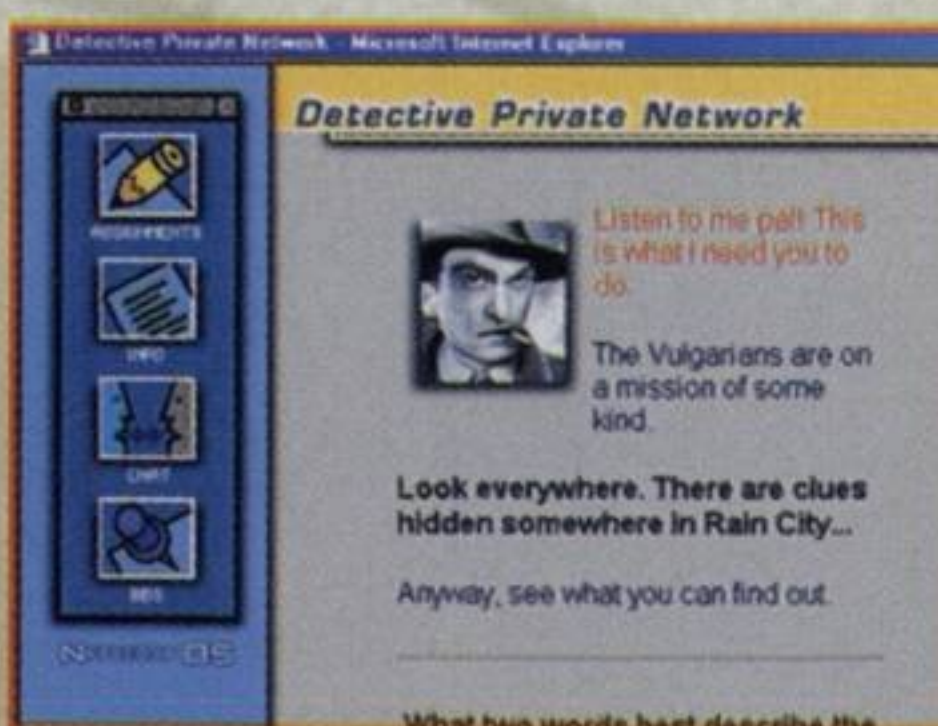 Detective Private Network - Microsoft Internet Explorer
Detective Private Network
ASSIGNMENTS
INFO
CHAT
Listen to me pal! This
is what I need you to
do.
The Vulgarians are on
a mission of some
kind.
Look everywhere. There are clues
hidden somewhere in Rain City...
Anyway, see what you can find out.
What two words best describe the